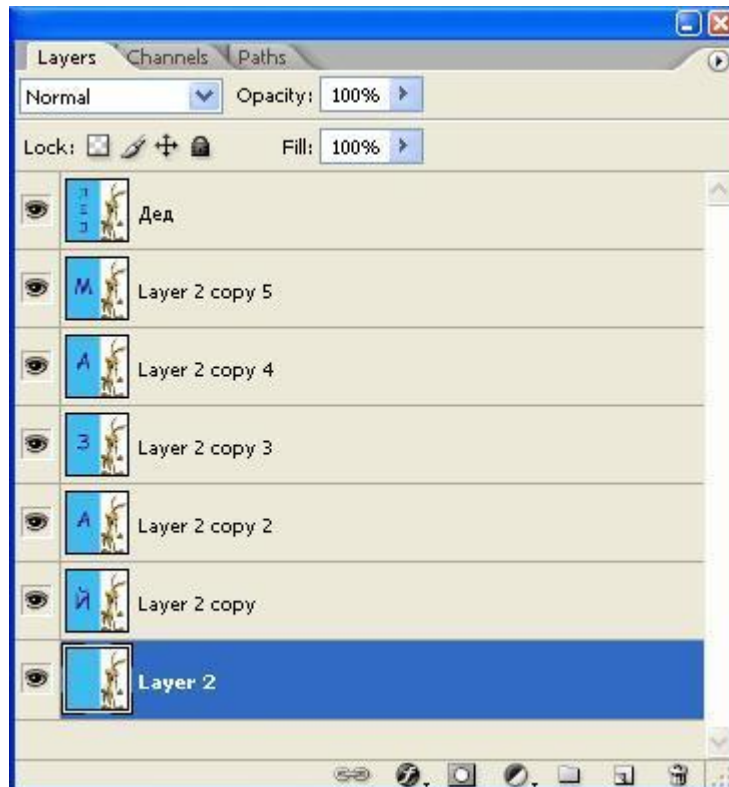 Layers Channels Paths
Normal Opacity: 100%
Lock: Fill: 100%
Д
Е
Д
Дед
М
Layer 2 copy 5
А
Layer 2 copy 4
З
Layer 2 copy 3
А
Layer 2 copy 2
Й
Layer 2 copy
Layer 2